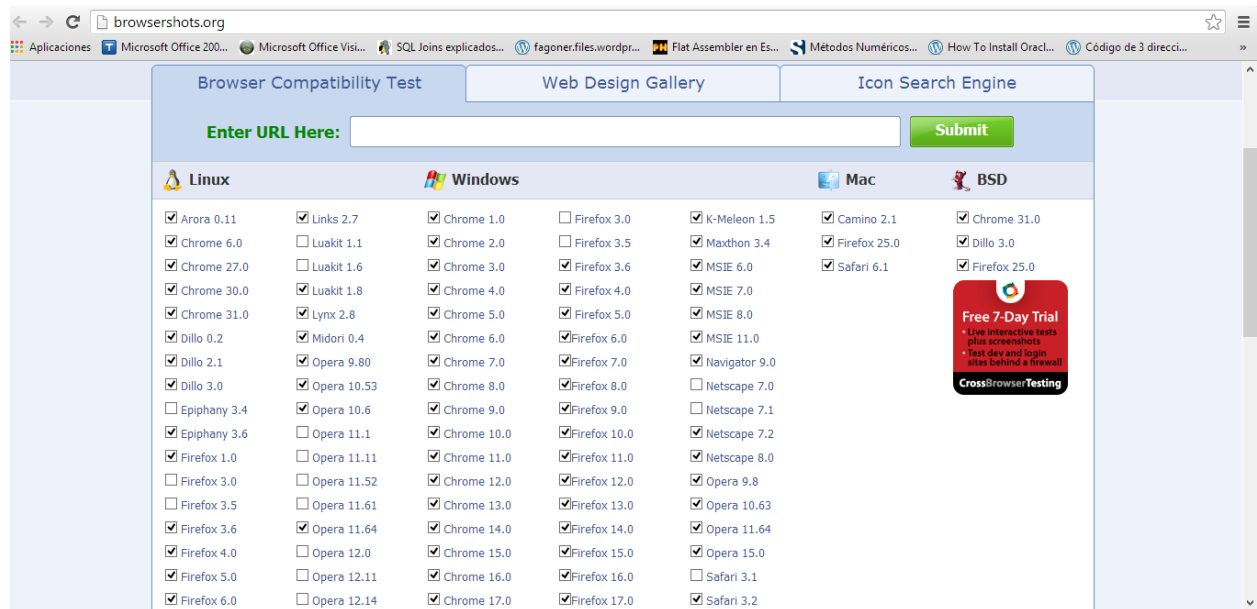 browsershots.org
Aplicaciones Microsoft Office 200... Microsoft Office Visi... SQL Joins explicados... fagoner.files.wordpr... Flat Assembler en Es... Métodos Numéricos... How To Install Oracl... Código de 3 direcci... »
Browser Compatibility Test Web Design Gallery Icon Search Engine
Enter URL Here: Submit
Linux Windows Mac BSD
Arora 0.11 Links 2.7 Chrome 1.0 Firefox 3.0 K-Meleon 1.5 Camino 2.1 Chrome 31.0
Chrome 6.0 Luakit 1.1 Chrome 2.0 Firefox 3.5 Maxthon 3.4 Firefox 25.0 Dillo 3.0
Chrome 27.0 Luakit 1.6 Chrome 3.0 Firefox 3.6 MSIE 6.0 Safari 6.1 Firefox 25.0
Chrome 30.0 Luakit 1.8 Chrome 4.0 Firefox 4.0 MSIE 7.0
Chrome 31.0 Lynx 2.8 Chrome 5.0 Firefox 5.0 MSIE 8.0
Dillo 0.2 Midori 0.4 Chrome 6.0 Firefox 6.0 MSIE 11.0
Dillo 2.1 Opera 9.80 Chrome 7.0 Firefox 7.0 Navigator 9.0
Dillo 3.0 Opera 10.53 Chrome 8.0 Firefox 8.0 Netscape 7.0
Epiphany 3.4 Opera 10.6 Chrome 9.0 Firefox 9.0 Netscape 7.1
Epiphany 3.6 Opera 11.1 Chrome 10.0 Firefox 10.0 Netscape 7.2
Firefox 1.0 Opera 11.11 Chrome 11.0 Firefox 11.0 Netscape 8.0
Firefox 3.0 Opera 11.52 Chrome 12.0 Firefox 12.0 Opera 9.8
Firefox 3.5 Opera 11.61 Chrome 13.0 Firefox 13.0 Opera 10.63
Firefox 3.6 Opera 11.64 Chrome 14.0 Firefox 14.0 Opera 11.64
Firefox 4.0 Opera 12.0 Chrome 15.0 Firefox 15.0 Opera 15.0
Firefox 5.0 Opera 12.11 Chrome 16.0 Firefox 16.0 Safari 3.1
Firefox 6.0 Opera 12.14 Chrome 17.0 Firefox 17.0 Safari 3.2
Free 7-Day Trial
• Live interactive tests
plus screenshots
• Test dev and login
sites behind a firewall
CrossBrowserTesting